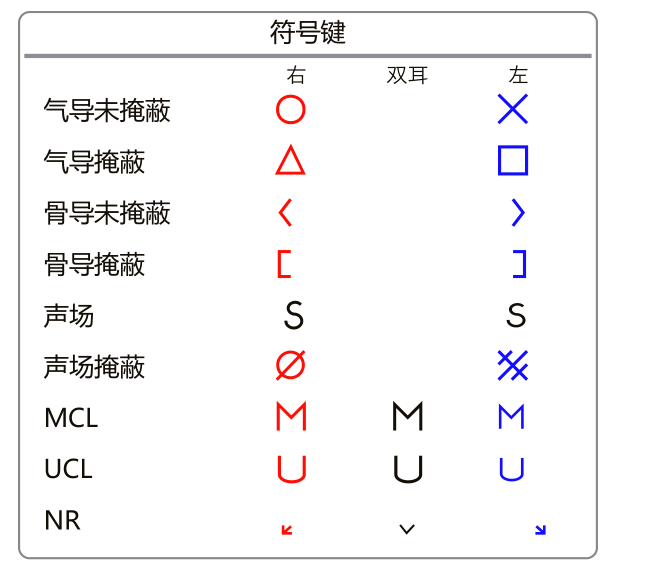 符号键
右 双耳 左
气导未掩蔽
气导掩蔽
骨导未掩蔽
骨导掩蔽
声场 S S
声场掩蔽
MCL M M M
UCL U U U
NR